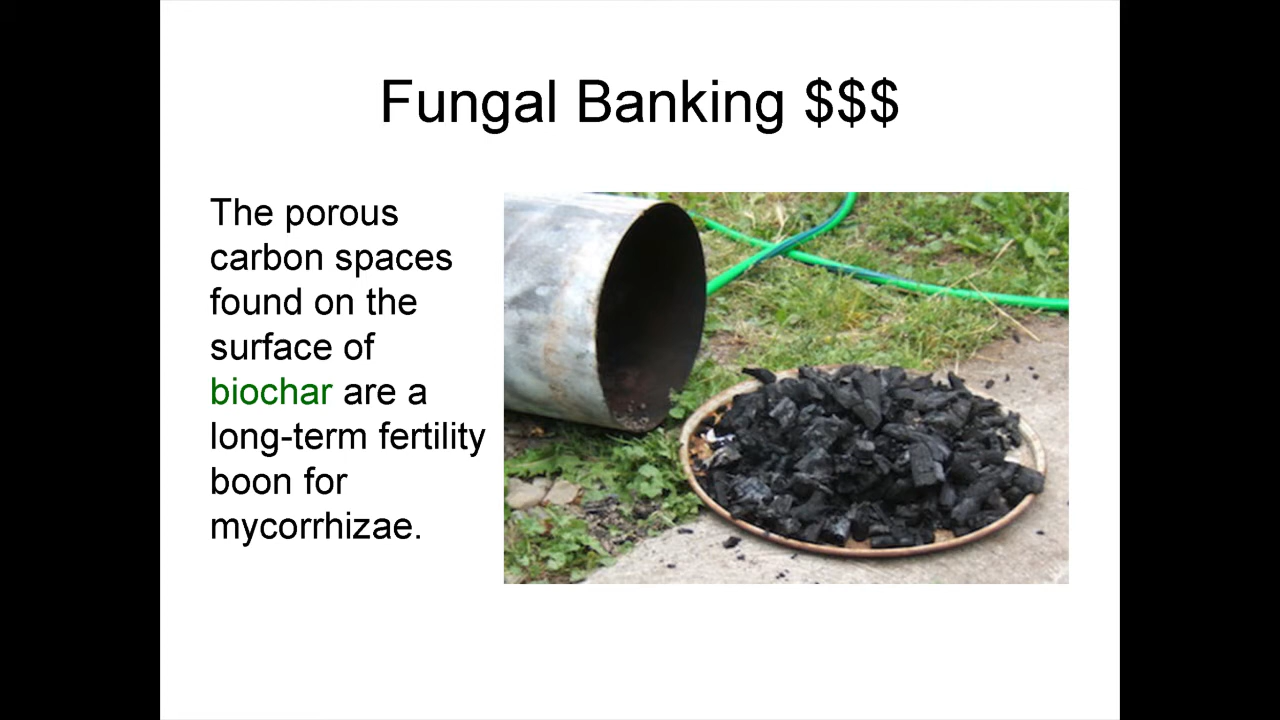 Fungal Banking $$$
The porous
carbon spaces
found on the
surface of
biochar are a
long-term fertility
boon for
mycorrhizae.